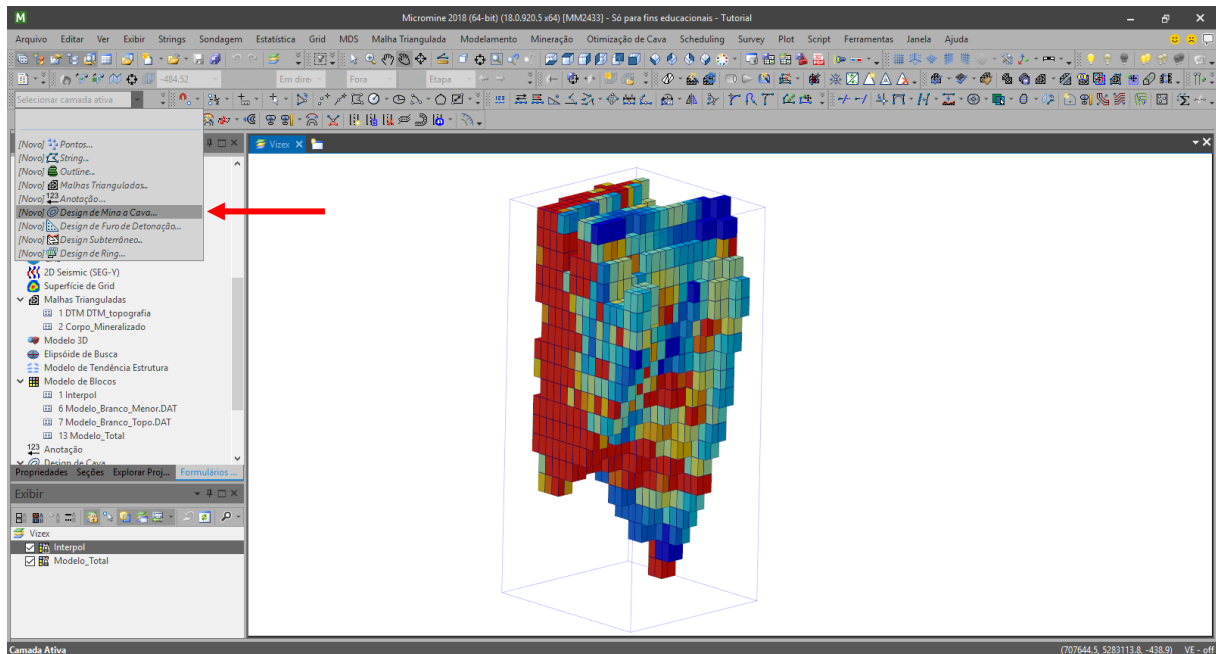 Micromine 2018 (64-bit) (18.0.920.5 x64) [MM2433] - Só para fins educacionais - Tutorial
Arquivo Editar Ver Exibir Strings Sondagem Estatística Grid MDS Malha Triangulada Modelamento Mineração Otimização de Cava Scheduling Survey Plot Script Ferramentas Janela Ajuda
-484.52 Em dire Fora Etapa
Selecionar camada ativa
Vizex
[Novo] Pontos...
[Novo] String...
[Novo] Outline...
[Novo] Malhas Trianguladas..
[Novo] 123 Anotação...
[Novo] Design de Mina a Cava...
[Novo] Design de Furo de Detonação...
[Novo] Design Subterrâneo..
[Novo] Design de Ring...
2D Seismic (SEG-Y)
Superfície de Grid
Malhas Trianguladas
1 DTM DTM_topografia
2 Corpo_Mineralizado
Modelo 3D
Elipsóide de Busca
Modelo de Tendência Estrutura
Modelo de Blocos
1 Interpol
6 Modelo_Branco_Menor.DAT
7 Modelo_Branco_Topo.DAT
13 Modelo_Total
123 Anotação
Design de Cava
Propriedades Seções Explorar Proj... Formulários ...
Exibir
Vizex
Interpol
Modelo_Total
Camada Ativa
(707644.5, 5283113.8, -438.9) VE - off